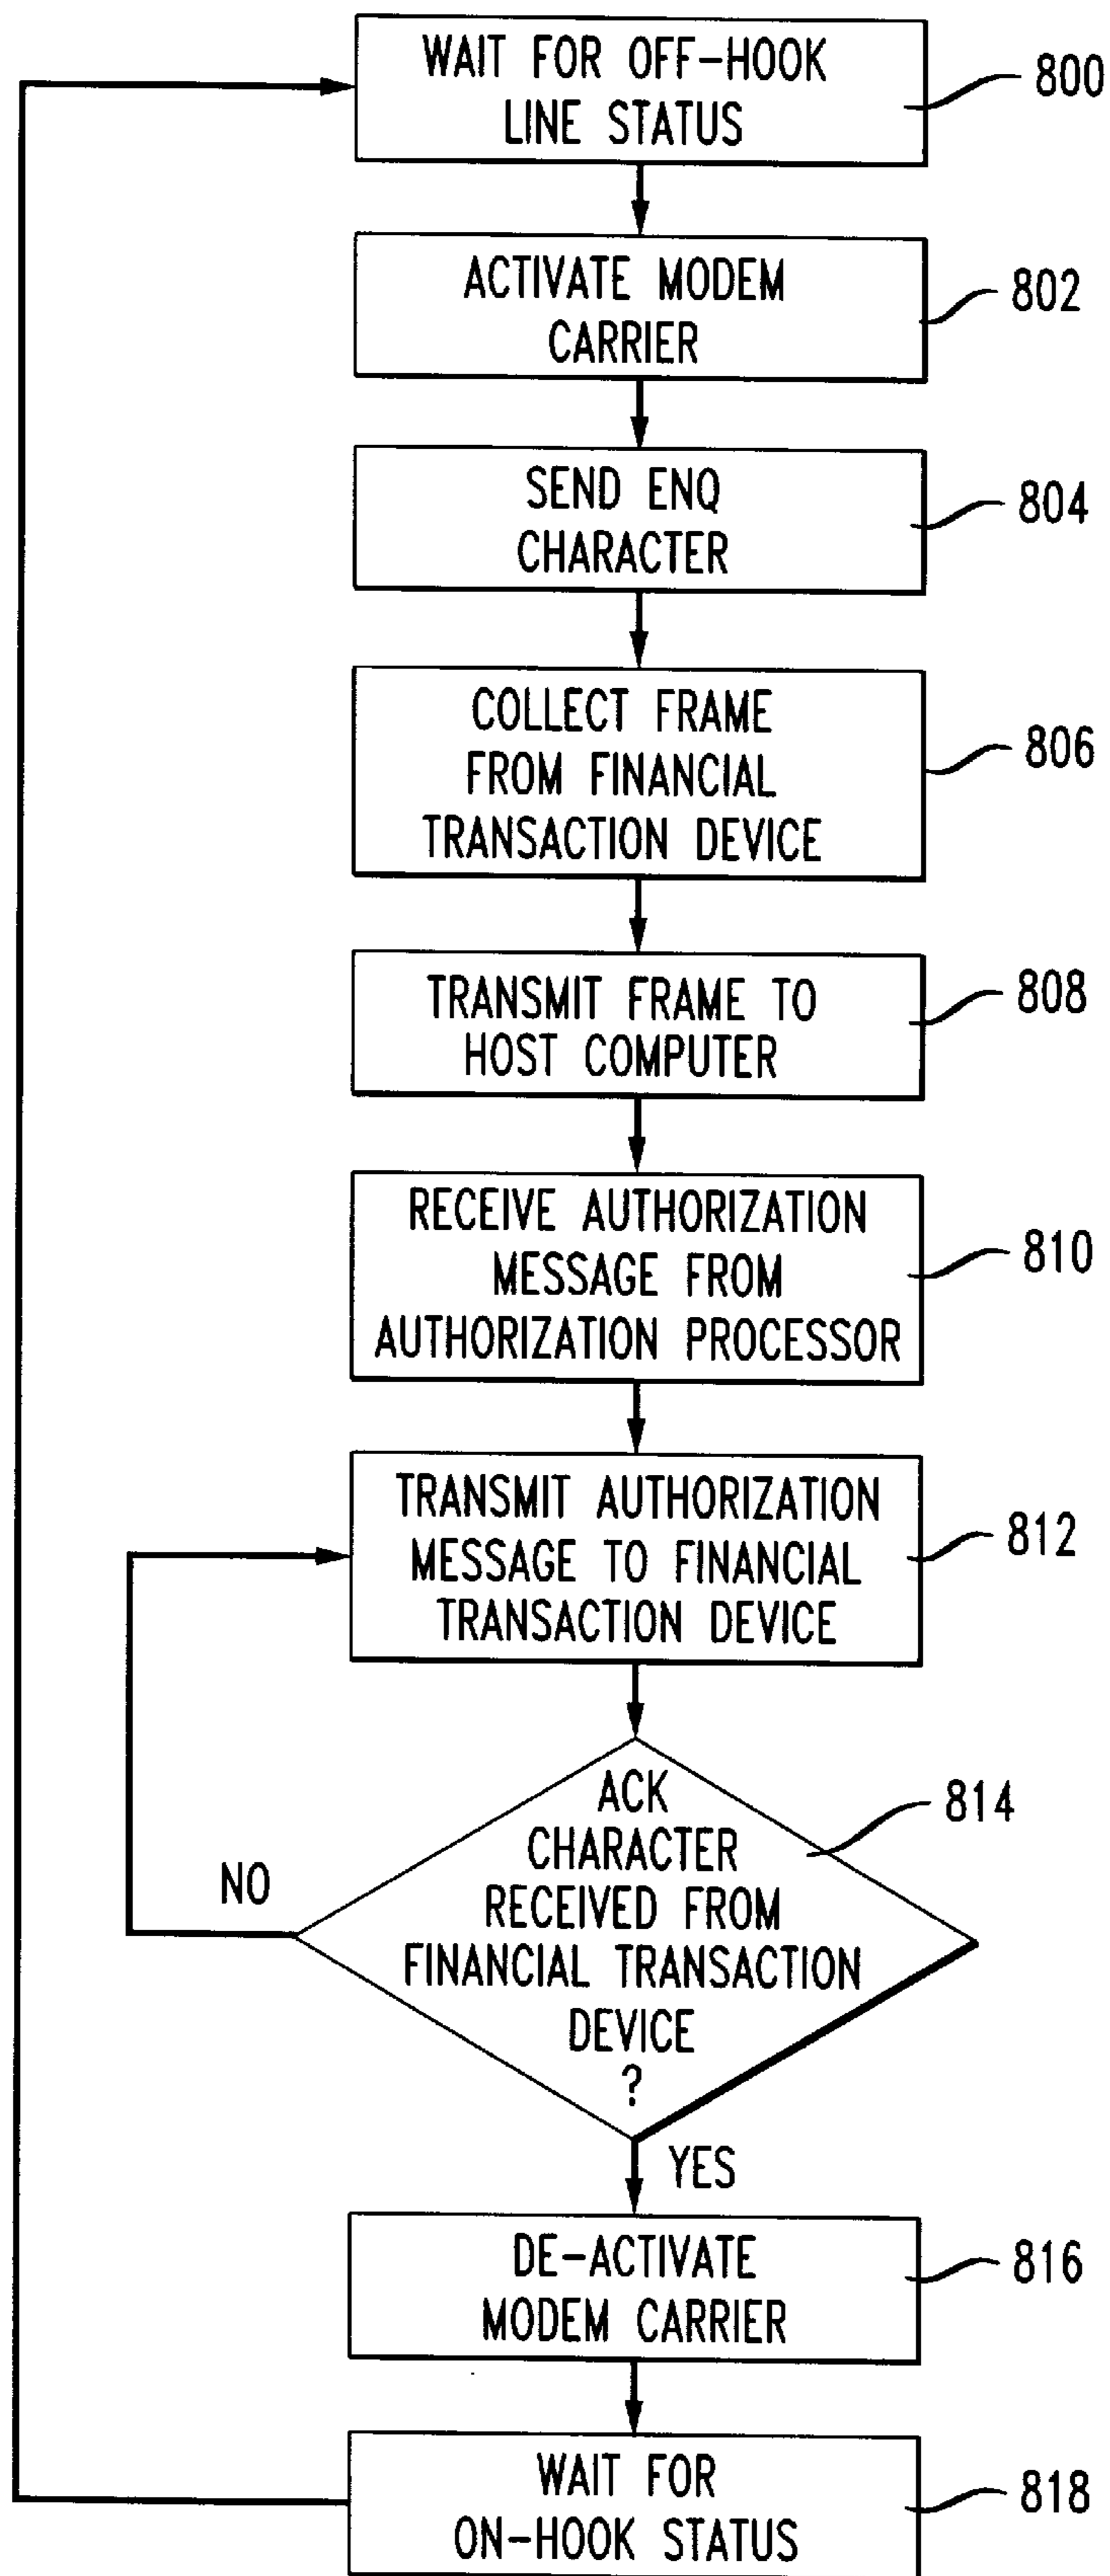 WAIT FOR OFF-HOOK
LINE STATUS
800
ACTIVATE MODEM
CARRIER
802
SEND ENQ
CHARACTER
804
COLLECT FRAME
FROM FINANCIAL
TRANSACTION DEVICE
806
TRANSMIT FRAME TO
HOST COMPUTER
808
RECEIVE AUTHORIZATION
MESSAGE FROM
AUTHORIZATION PROCESSOR
810
TRANSMIT AUTHORIZATION
MESSAGE TO FINANCIAL
TRANSACTION DEVICE
812
ACK
CHARACTER
RECEIVED FROM
FINANCIAL TRANSACTION
DEVICE
?
814
NO
YES
DE-ACTIVATE
MODEM CARRIER
816
WAIT FOR
ON-HOOK STATUS
818